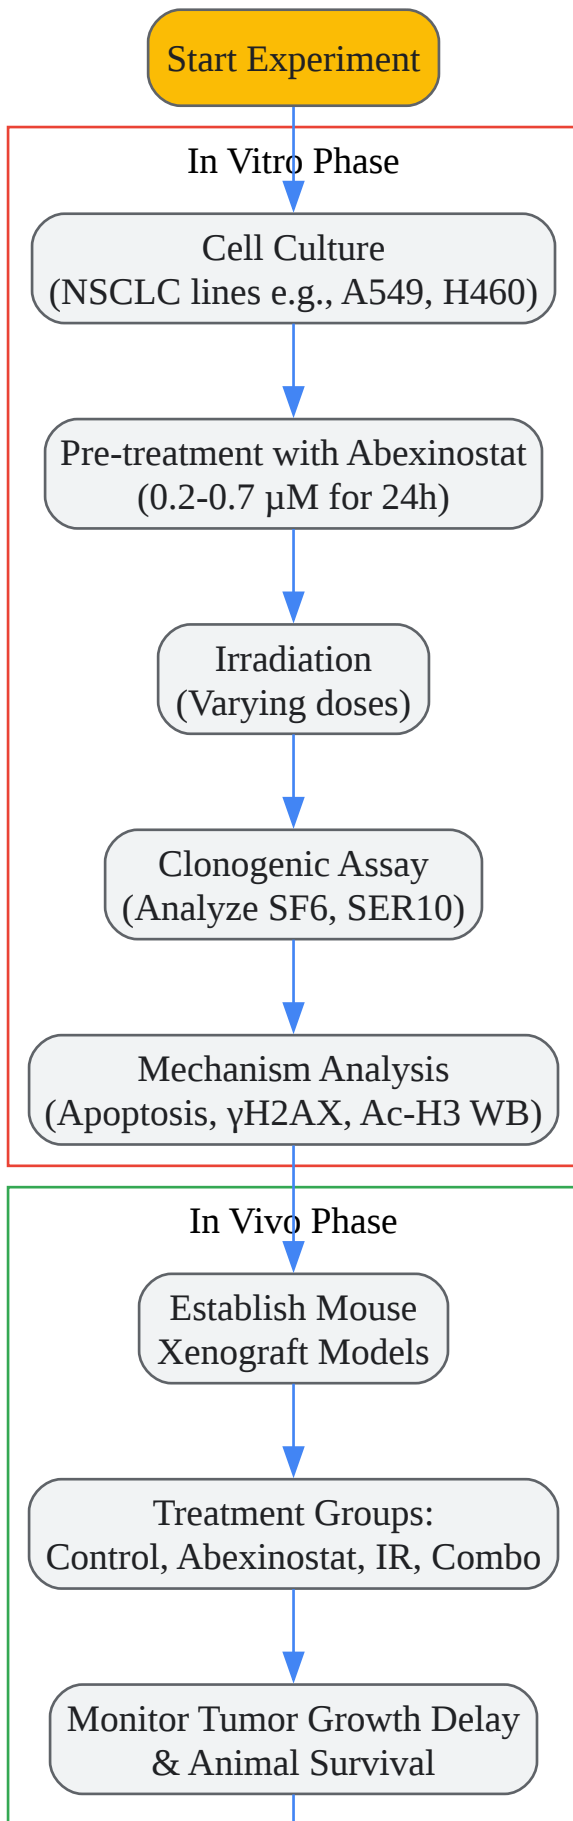 Start Experiment
In Vitro Phase
Cell Culture
(NSCLC lines e.g., A549, H460)
Pre-treatment with Abexinostat
(0.2-0.7 µM for 24h)
Irradiation
(Varying doses)
Clonogenic Assay
(Analyze SF6, SER10)
Mechanism Analysis
(Apoptosis, γH2AX, Ac-H3 WB)
In Vivo Phase
Establish Mouse
Xenograft Models
Treatment Groups:
Control, Abexinostat, IR, Combo
Monitor Tumor Growth Delay
& Animal Survival